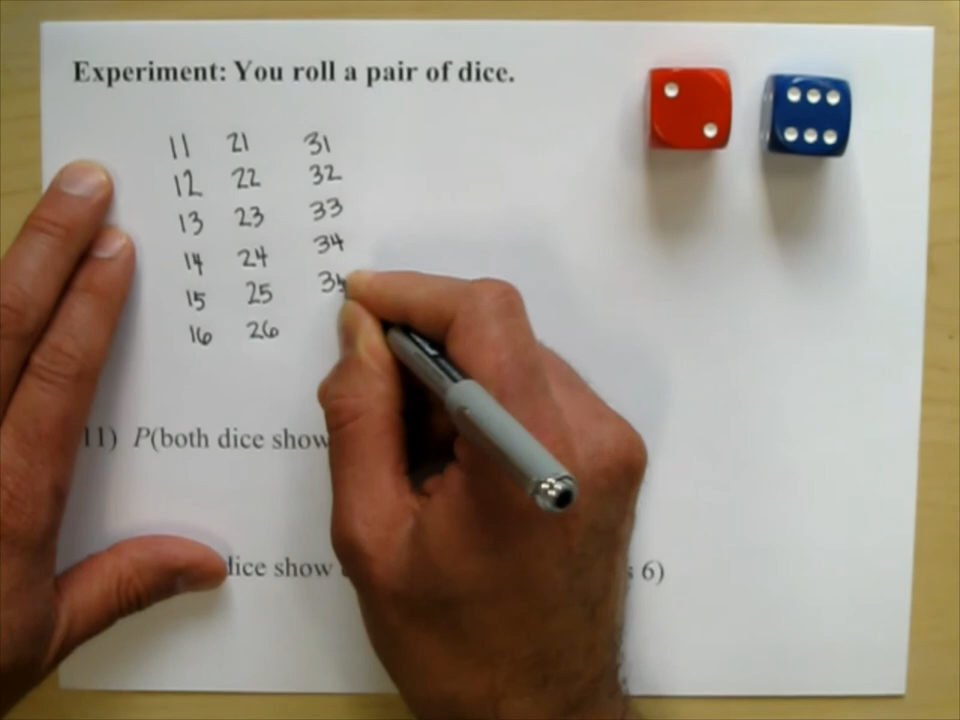 Experiment: You roll a pair of dice.
11 21 31
12 22 32
13 23 33
14 24 34
15 25 35
16 26
11) P(both dice show
dice show 6)